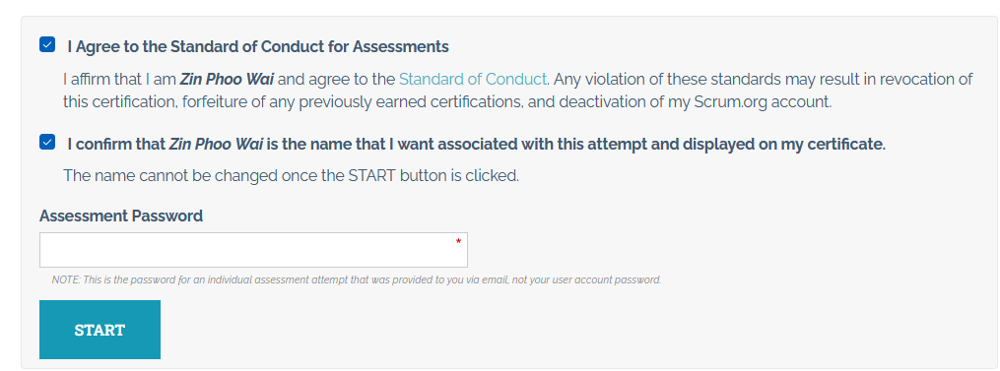 I Agree to the Standard of Conduct for Assessments
I affirm that I am Zin Phoo Wai and agree to the Standard of Conduct. Any violation of these standards may result in revocation of
this certification, forfeiture of any previously earned certifications, and deactivation of my Scrum.org account.
I confirm that Zin Phoo Wai is the name that I want associated with this attempt and displayed on my certificate.
The name cannot be changed once the START button is clicked.
Assessment Password
*
NOTE: This is the password for an individual assessment attempt that was provided to you via email, not your user account password.
START